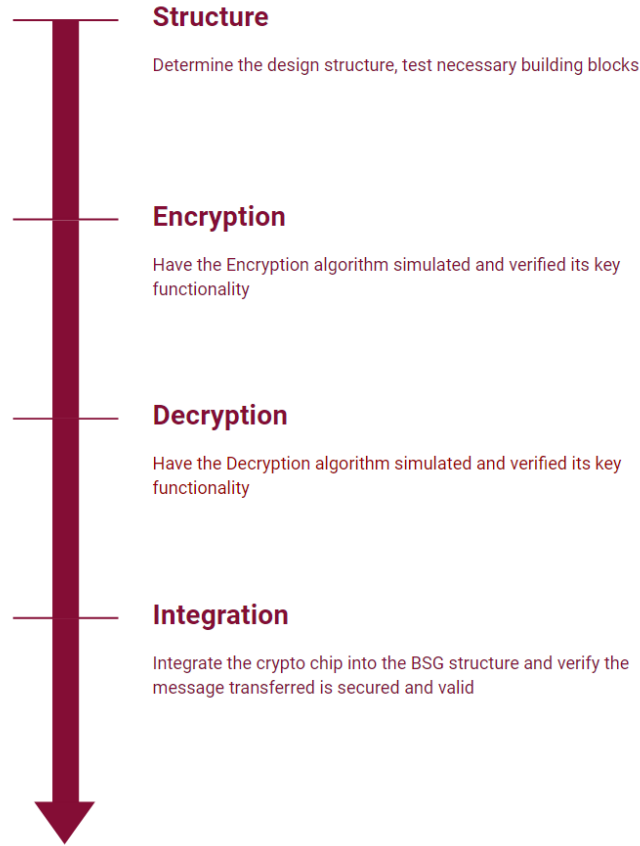 Structure
Determine the design structure, test necessary building blocks
Encryption
Have the Encryption algorithm simulated and verified its key
functionality
Decryption
Have the Decryption algorithm simulated and verified its key
functionality
Integration
Integrate the crypto chip into the BSG structure and verify the
message transferred is secured and valid